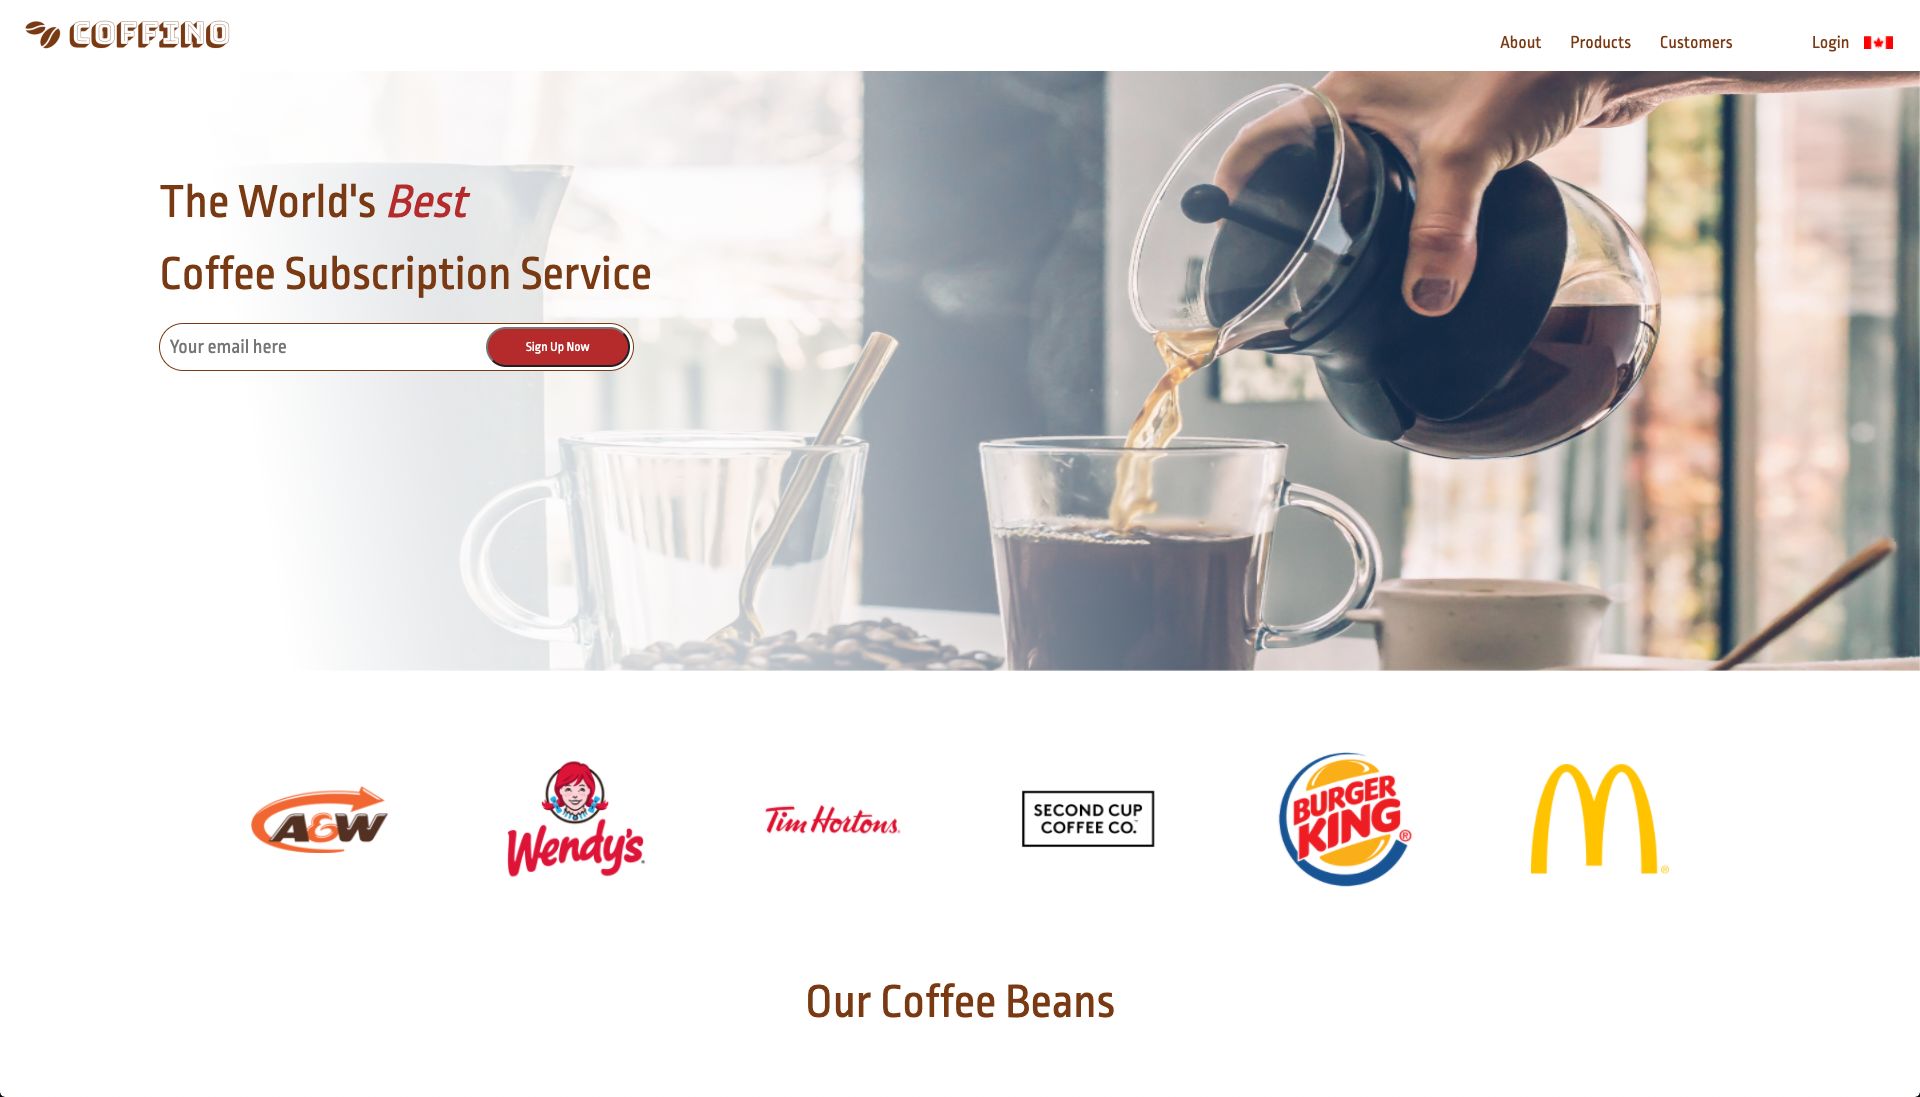 COFFINO
About Products Customers Login
The World's Best
Coffee Subscription Service
Your email here Sign Up Now
A&W
Wendy's
Tim Hortons
SECOND CUP
COFFEE CO.™
BURGER
KING®
M®
Our Coffee Beans